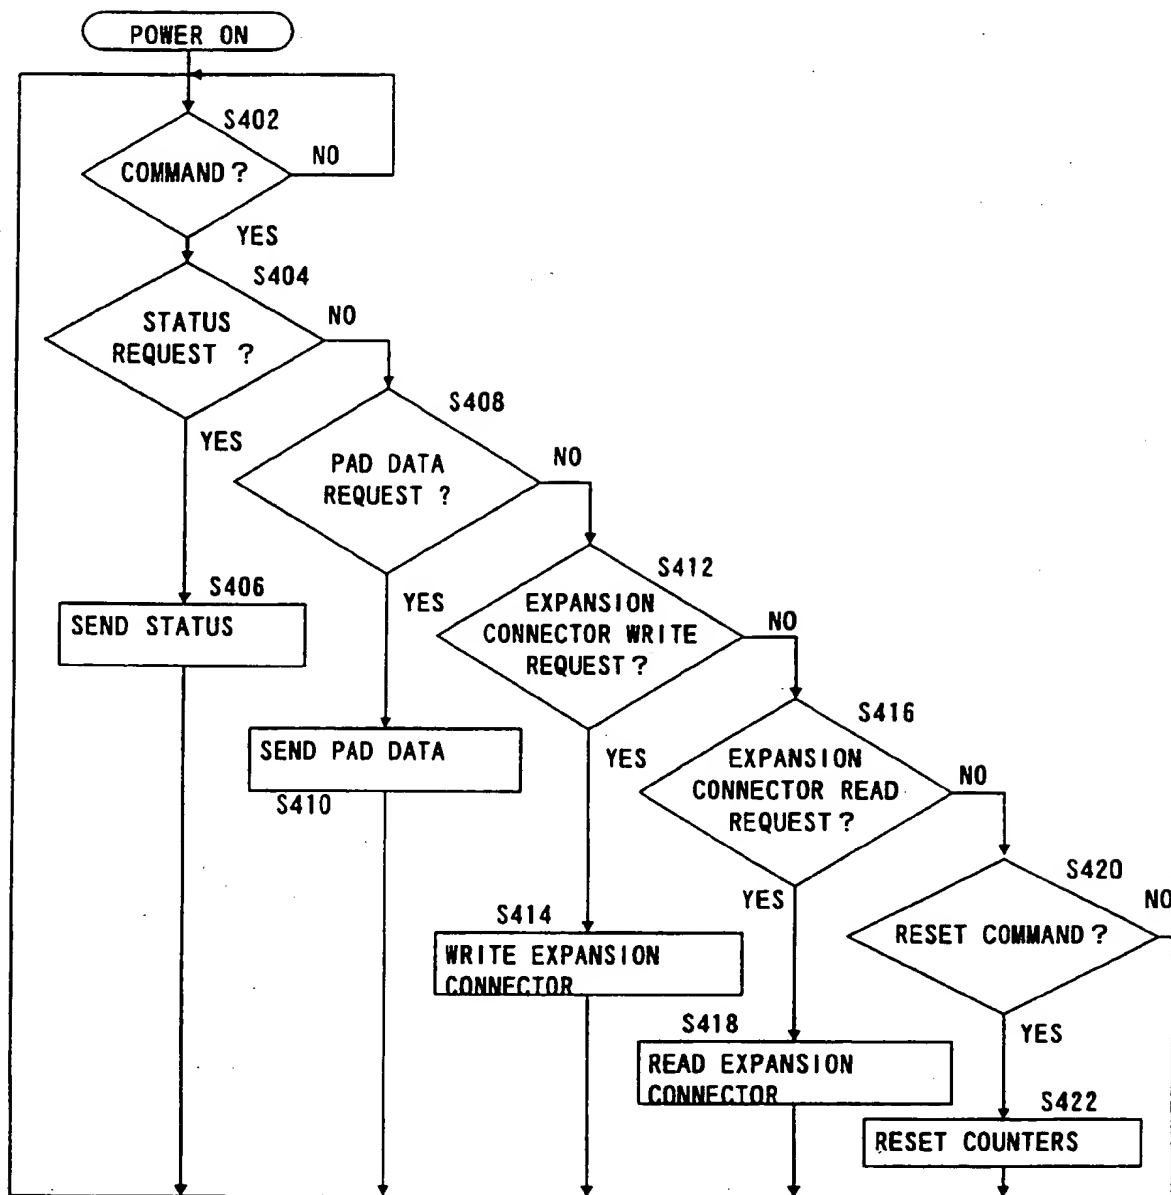 POWER ON
S402
COMMAND?
NO
YES
S404
STATUS
REQUEST ?
NO
YES
S408
PAD DATA
REQUEST ?
NO
YES
S406
SEND STATUS
S412
EXPANSION
CONNECTOR WRITE
REQUEST?
NO
YES
SEND PAD DATA
S410
S416
EXPANSION
CONNECTOR READ
REQUEST?
NO
YES
S414
WRITE EXPANSION
CONNECTOR
S420
RESET COMMAND?
NO
YES
S418
READ EXPANSION
CONNECTOR
S422
RESET COUNTERS